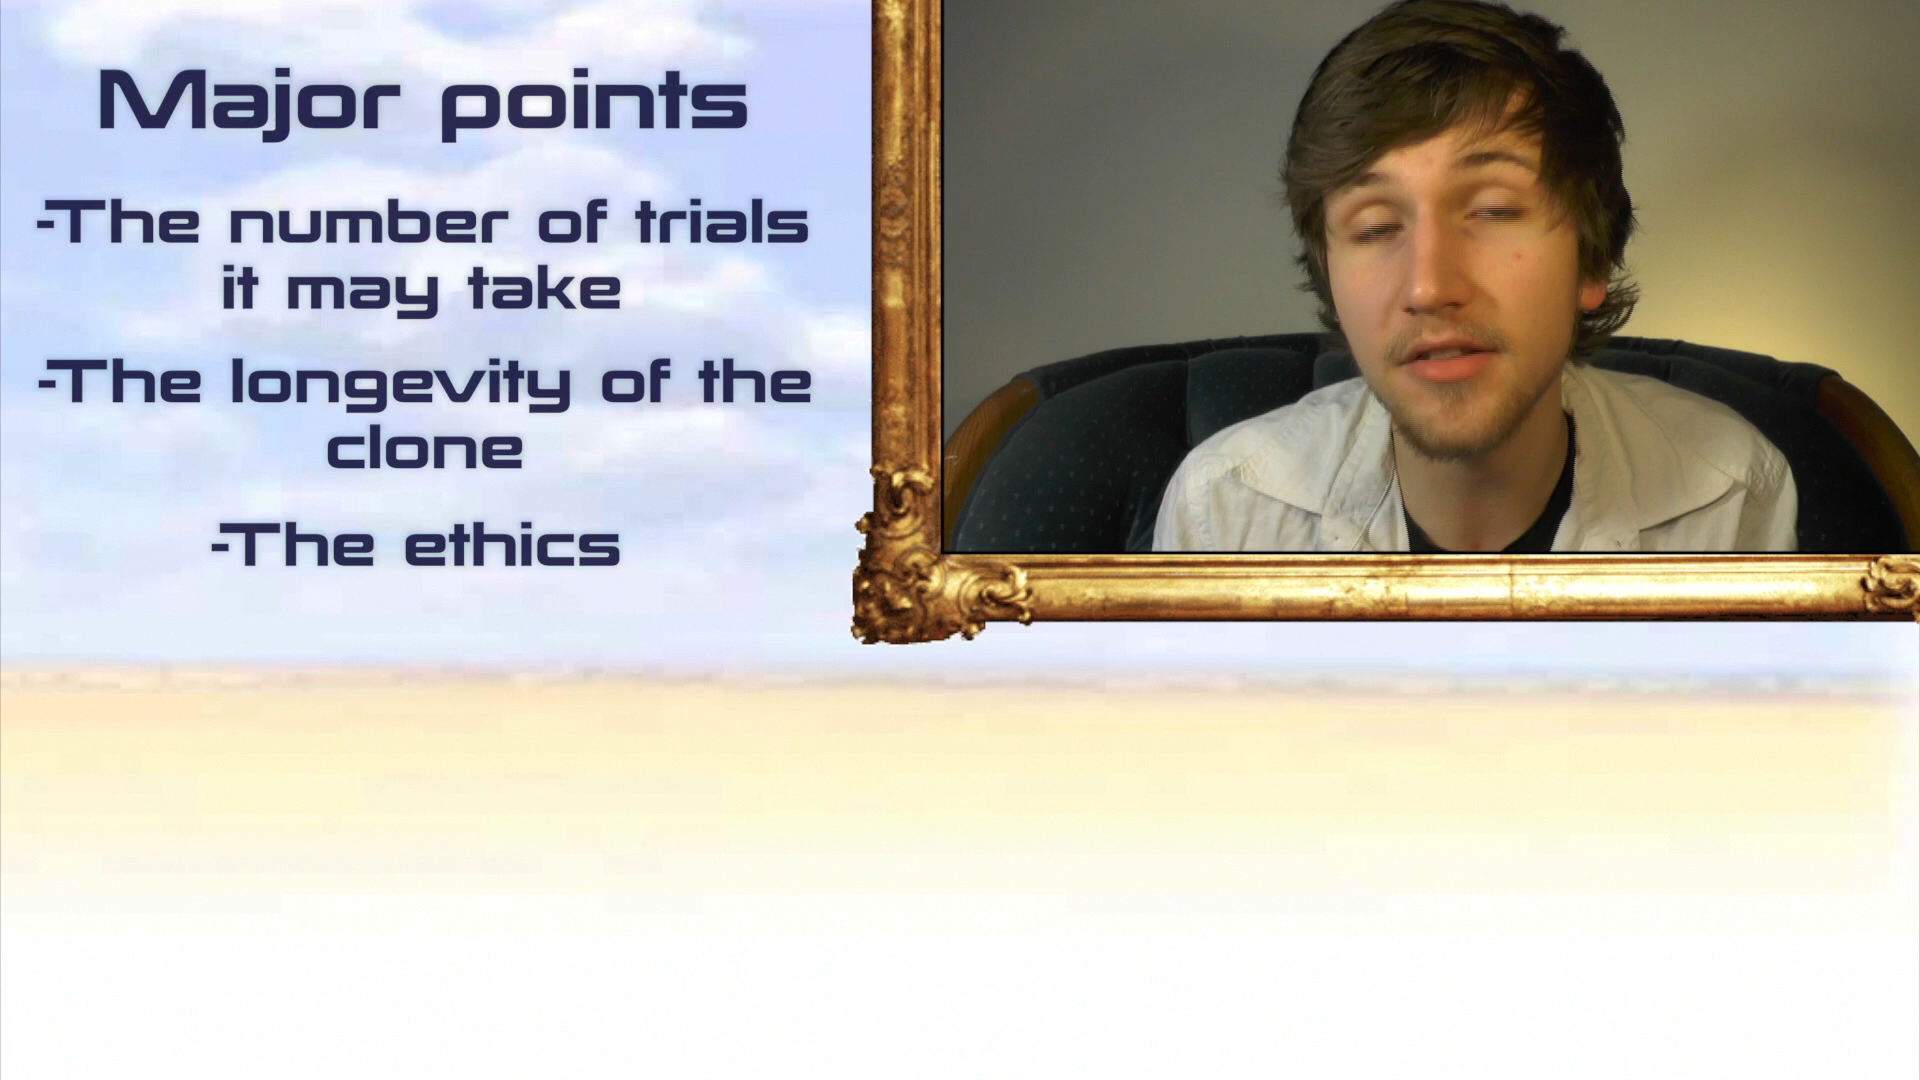 Major points
-The number of trials
it may take
-The longevity of the
clone
-The ethics